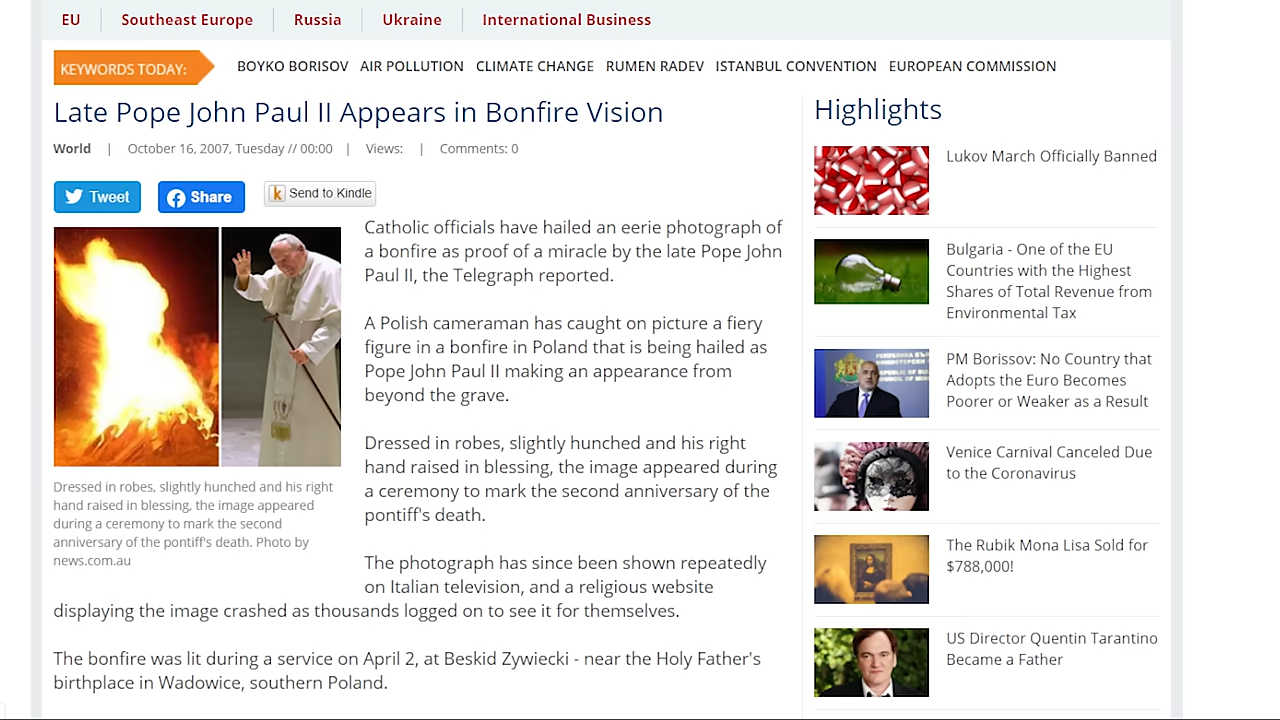 EU
Southeast Europe
Russia
Ukraine
International Business
KEYWORDS TODAY:
BOYKO BORISOV AIR POLLUTION CLIMATE CHANGE RUMEN RADEV ISTANBUL CONVENTION EUROPEAN COMMISSION
Late Pope John Paul II Appears in Bonfire Vision
World | October 16, 2007, Tuesday // 00:00 | Views: | Comments: 0
Tweet
Share
Send to Kindle
Dressed in robes, slightly hunched and his right
hand raised in blessing, the image appeared
during a ceremony to mark the second
anniversary of the pontiff's death. Photo by
news.com.au
Catholic officials have hailed an eerie photograph of
a bonfire as proof of a miracle by the late Pope John
Paul II, the Telegraph reported.
A Polish cameraman has caught on picture a fiery
figure in a bonfire in Poland that is being hailed as
Pope John Paul II making an appearance from
beyond the grave.
Dressed in robes, slightly hunched and his right
hand raised in blessing, the image appeared during
a ceremony to mark the second anniversary of the
pontiff's death.
The photograph has since been shown repeatedly
on Italian television, and a religious website
displaying the image crashed as thousands logged on to see it for themselves.
The bonfire was lit during a service on April 2, at Beskid Zywiecki - near the Holy Father's
birthplace in Wadowice, southern Poland.
Highlights
Lukov March Officially Banned
Bulgaria - One of the EU
Countries with the Highest
Shares of Total Revenue from
Environmental Tax
PM Borissov: No Country that
Adopts the Euro Becomes
Poorer or Weaker as a Result
Venice Carnival Canceled Due
to the Coronavirus
The Rubik Mona Lisa Sold for
$788,000!
US Director Quentin Tarantino
Became a Father